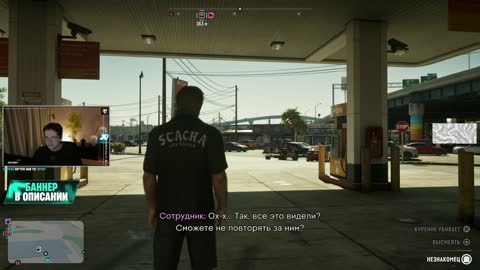 163 м
SCACHA
STOP
БАННЕР
В ОПИСАНИИ
Сотрудник: Ох-х.. Так, все это видели?
Сможете не повторять за ним?
КУРЕНИЕ УБИВАЕТ
ВЫСМЕЯТЬ
НЕЗНАКОМЕЦ